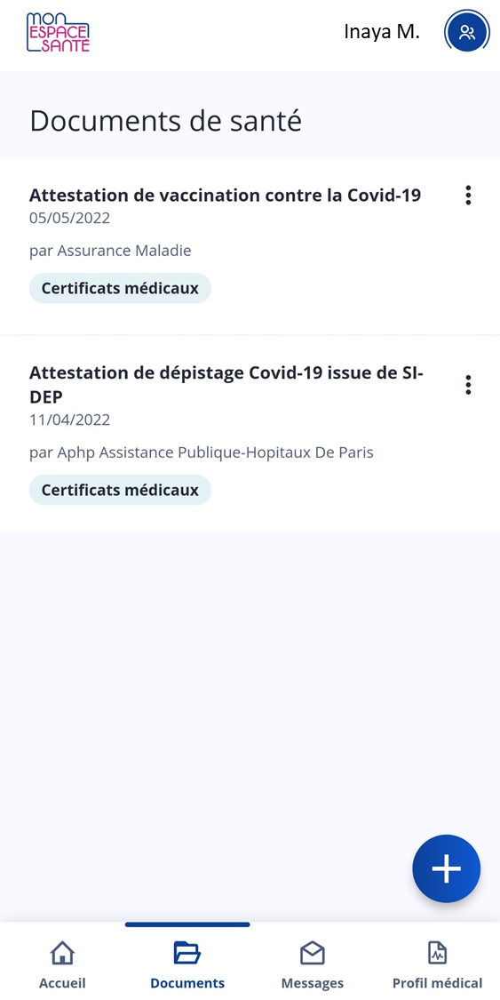 mon
ESPACE
SANTÉ
Inaya M.
Documents de santé
Attestation de vaccination contre la Covid-19
05/05/2022
par Assurance Maladie
Certificats médicaux
Attestation de dépistage Covid-19 issue de SI-
DEP
11/04/2022
par Aphp Assistance Publique-Hopitaux De Paris
Certificats médicaux
Accueil
Documents
Messages
Profil médical